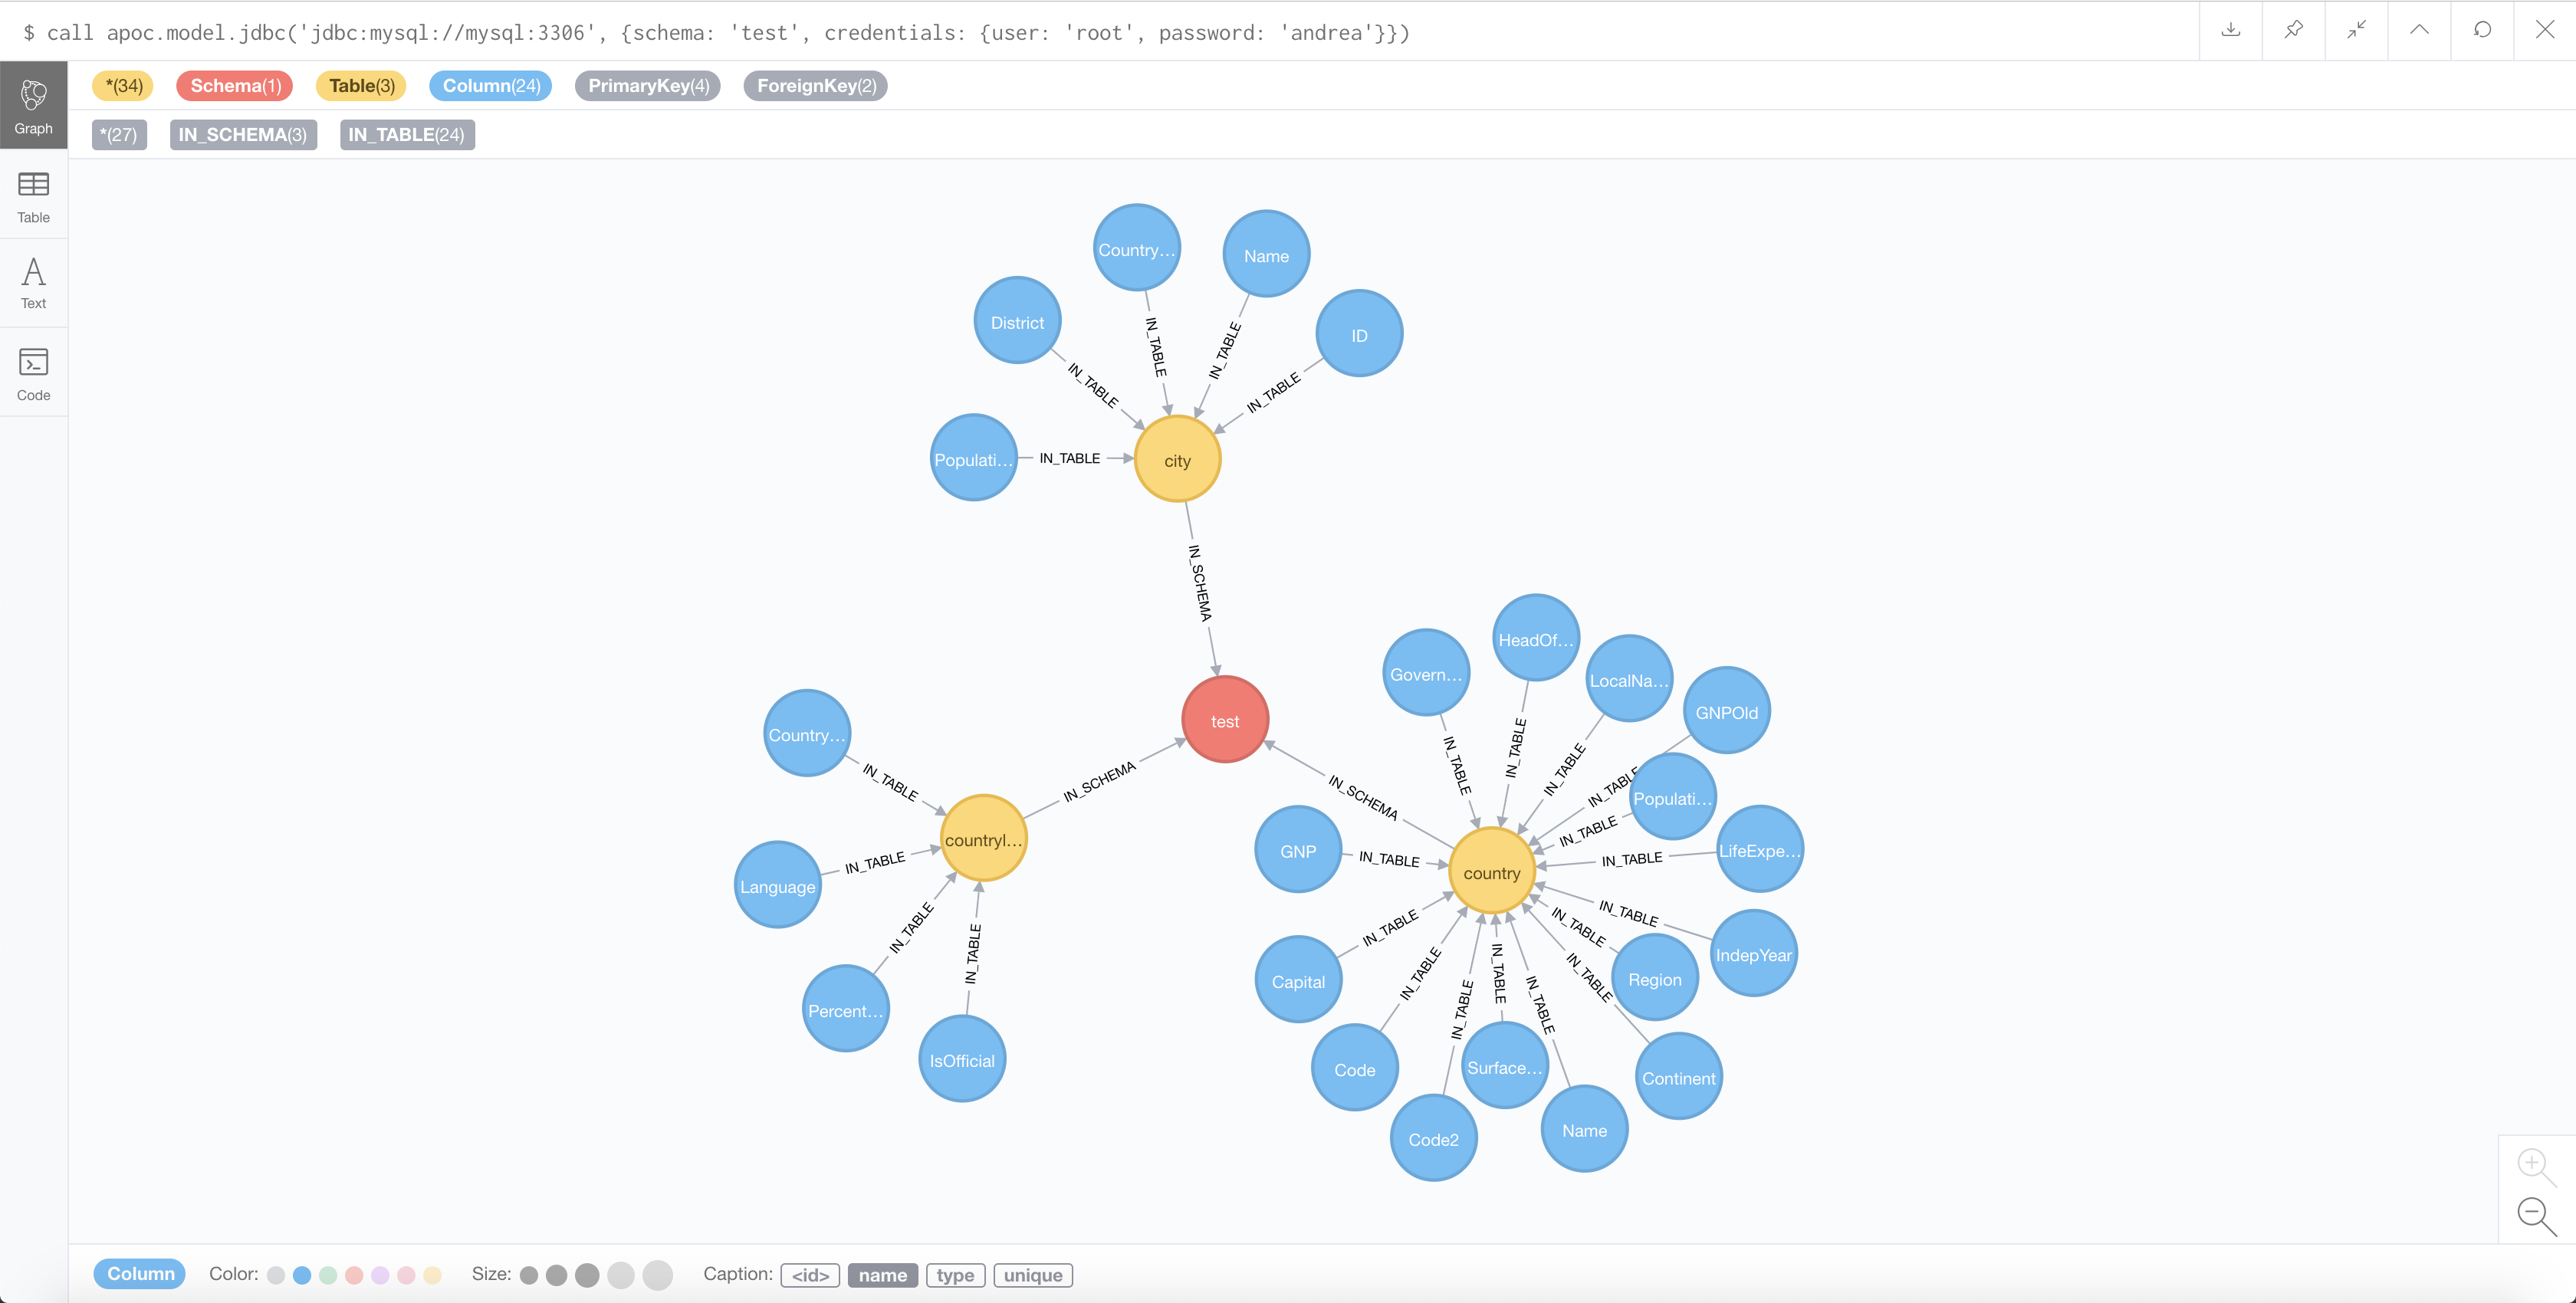 $ call apoc.model.jdbc('jdbc:mysql://mysql:3306', {schema: 'test', credentials: {user: 'root', password: 'andrea'}})
*(34) Schema(1) Table(3) Column(24) PrimaryKey(4) ForeignKey(2)
*(27) IN_SCHEMA(3) IN_TABLE(24)
Graph
Table
Text
Code
Country...
Name
District
ID
IN_TABLE
IN_TABLE
IN_TABLE
IN_TABLE
Populati...
IN_TABLE
city
IN_SCHEMA
test
Country...
IN_TABLE
IN_SCHEMA
countryl...
Language
IN_TABLE
IN_TABLE
IN_TABLE
Percent...
IsOfficial
HeadOf...
Govern...
LocalNa...
GNPOld
IN_TABLE
IN_TABLE
IN_TABLE
IN_TABLE
IN_SCHEMA
Populati...
IN_TABLE
GNP
IN_TABLE
country
IN_TABLE
LifeExpe...
IN_TABLE
IN_TABLE
IN_TABLE
IndepYear
Region
Capital
IN_TABLE
IN_TABLE
IN_TABLE
IN_TABLE
IN_TABLE
Code
Surface...
Continent
Code2
Name
Column Color: Size: Caption: <id> name type unique